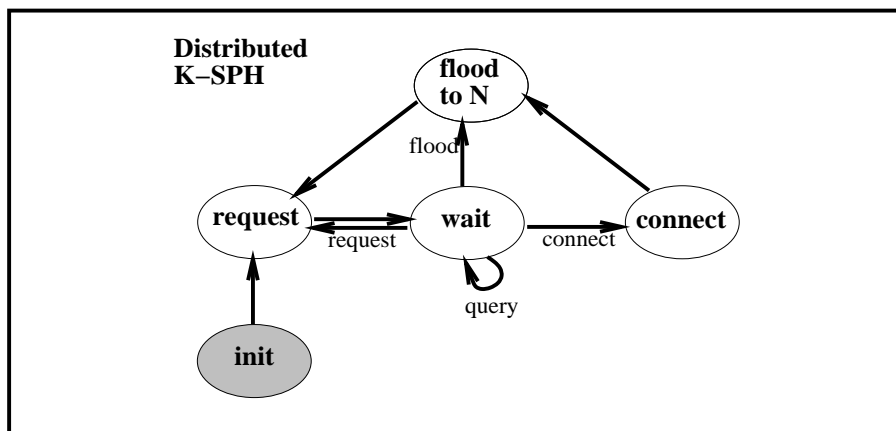 Distributed
K–SPH
flood
to N
flood
request
wait
connect
request
connect
query
init